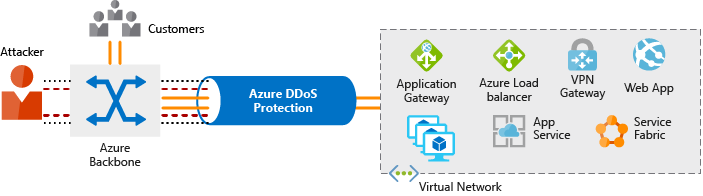 Customers
Attacker
Azure
Backbone
Azure DDoS
Protection
Application
Gateway
Azure Load
balancer
VPN
Gateway
Web App
App
Service
Service
Fabric
Virtual Network